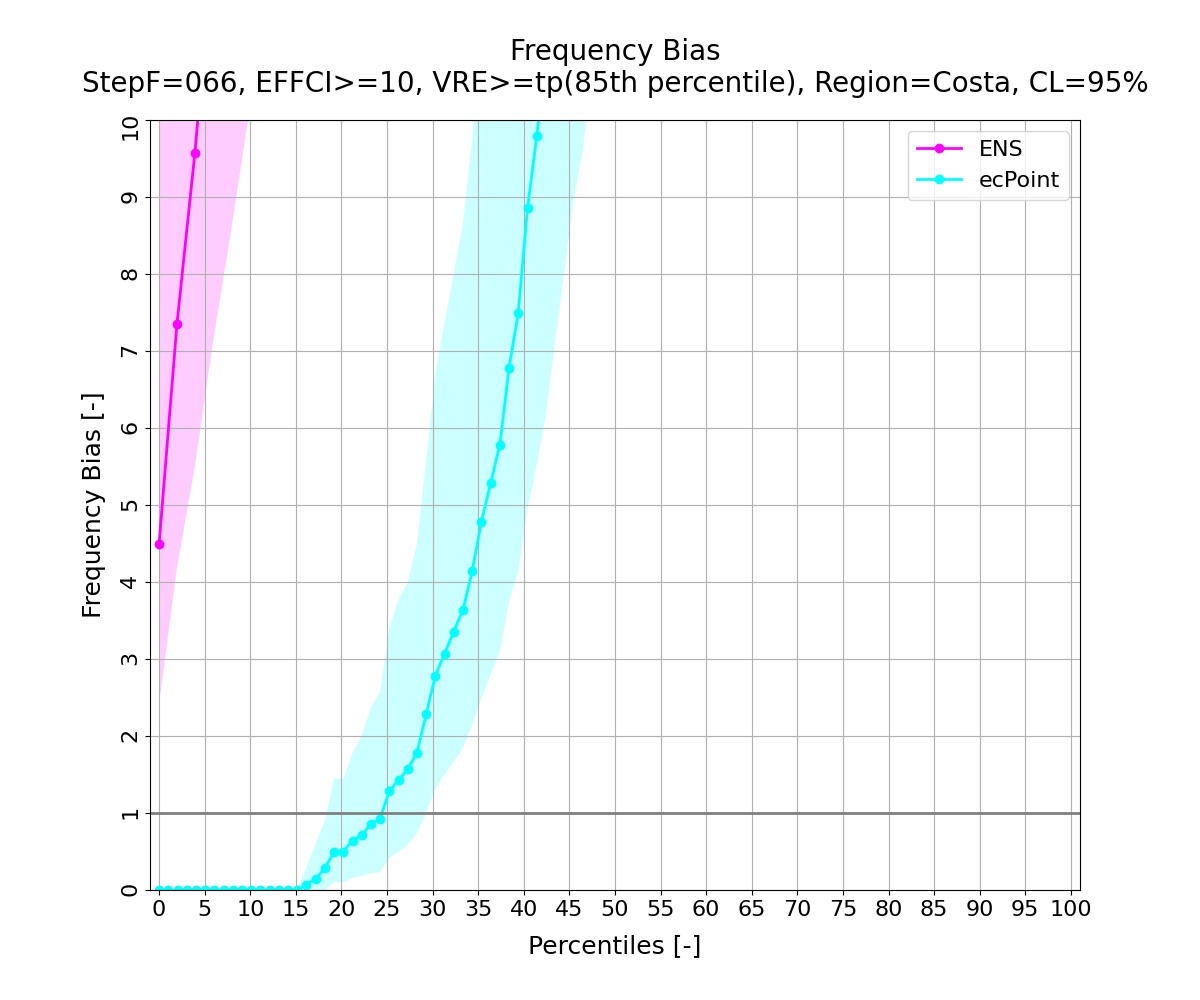 Frequency Bias
StepF=066, EFFCI>=10, VRE>=tp(85th percentile), Region=Costa, CL=95%
ENS
ecPoint
Frequency Bias [-]
10
9
8
7
6
5
4
3
2
1
0
0 5 10 15 20 25 30 35 40 45 50 55 60 65 70 75 80 85 90 95 100
Percentiles [-]